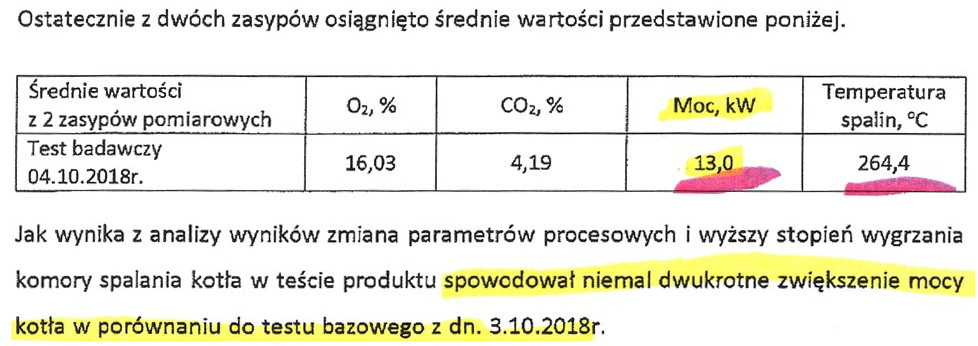 Ostatecznie z dwóch zasypów osiągnięto średnie wartości przedstawione poniżej.
Średnie wartości
z 2 zasypów pomiarowych
O₂, %
CO₂, %
Moc, kW
Temperatura
spalin, °C
Test badawczy
04.10.2018r.
16,03
4,19
13,0
264,4
Jak wynika z analizy wyników zmiana parametrów procesowych i wyższy stopień wygrzania
komory spalania kotła w teście produktu spowodował niemal dwukrotne zwiększenie mocy
kotła w porównaniu do testu bazowego z dn. 3.10.2018r.